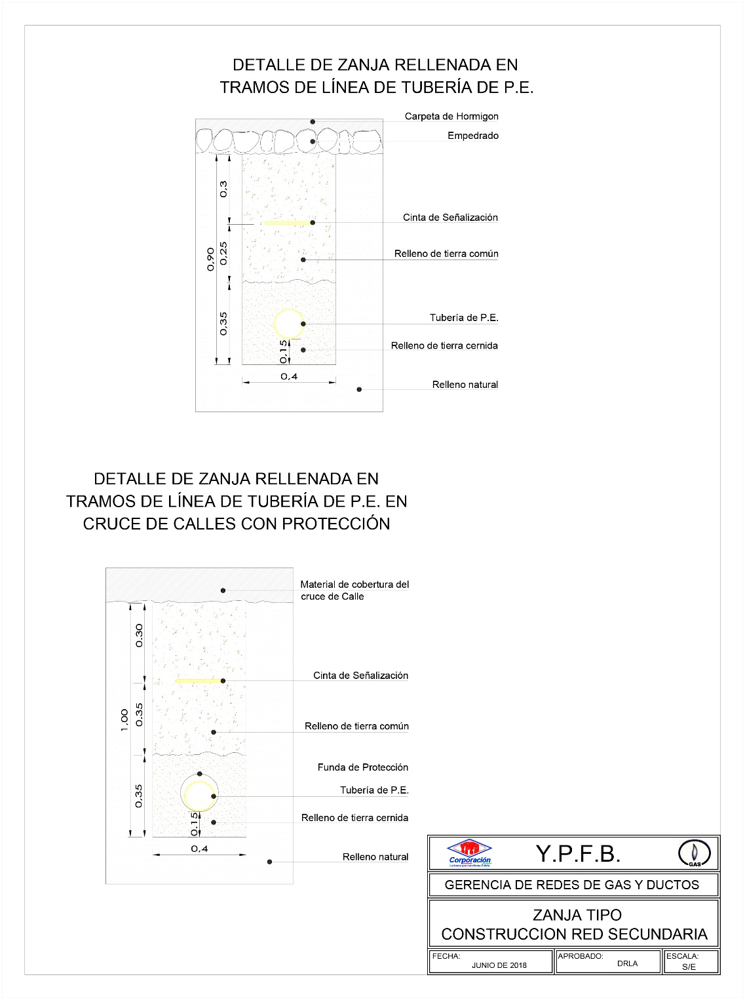 DETALLE DE ZANJA RELLENADA EN
TRAMOS DE LÍNEA DE TUBERÍA DE P.E.
Carpeta de Hormigon
Empedrado
0,3
Cinta de Señalización
0,25
0,90
Relleno de tierra común
0,35
Tubería de P.E.
0,15
Relleno de tierra cernida
0,4
Relleno natural
DETALLE DE ZANJA RELLENADA EN
TRAMOS DE LÍNEA DE TUBERÍA DE P.E. EN
CRUCE DE CALLES CON PROTECCIÓN
Material de cobertura del
cruce de Calle
0.30
Cinta de Señalización
0.35
1,00
Relleno de tierra común
Funda de Protección
0,35
Tubería de P.E.
0.15
Relleno de tierra cernida
0.4
Relleno natural
YPFB
Corporación
La fuerza que transforma Bolivia
Y.P.F.B.
GAS
GERENCIA DE REDES DE GAS Y DUCTOS
ZANJA TIPO
CONSTRUCCION RED SECUNDARIA
FECHA:
JUNIO DE 2018
APROBADO:
DRLA
ESCALA:
S/E